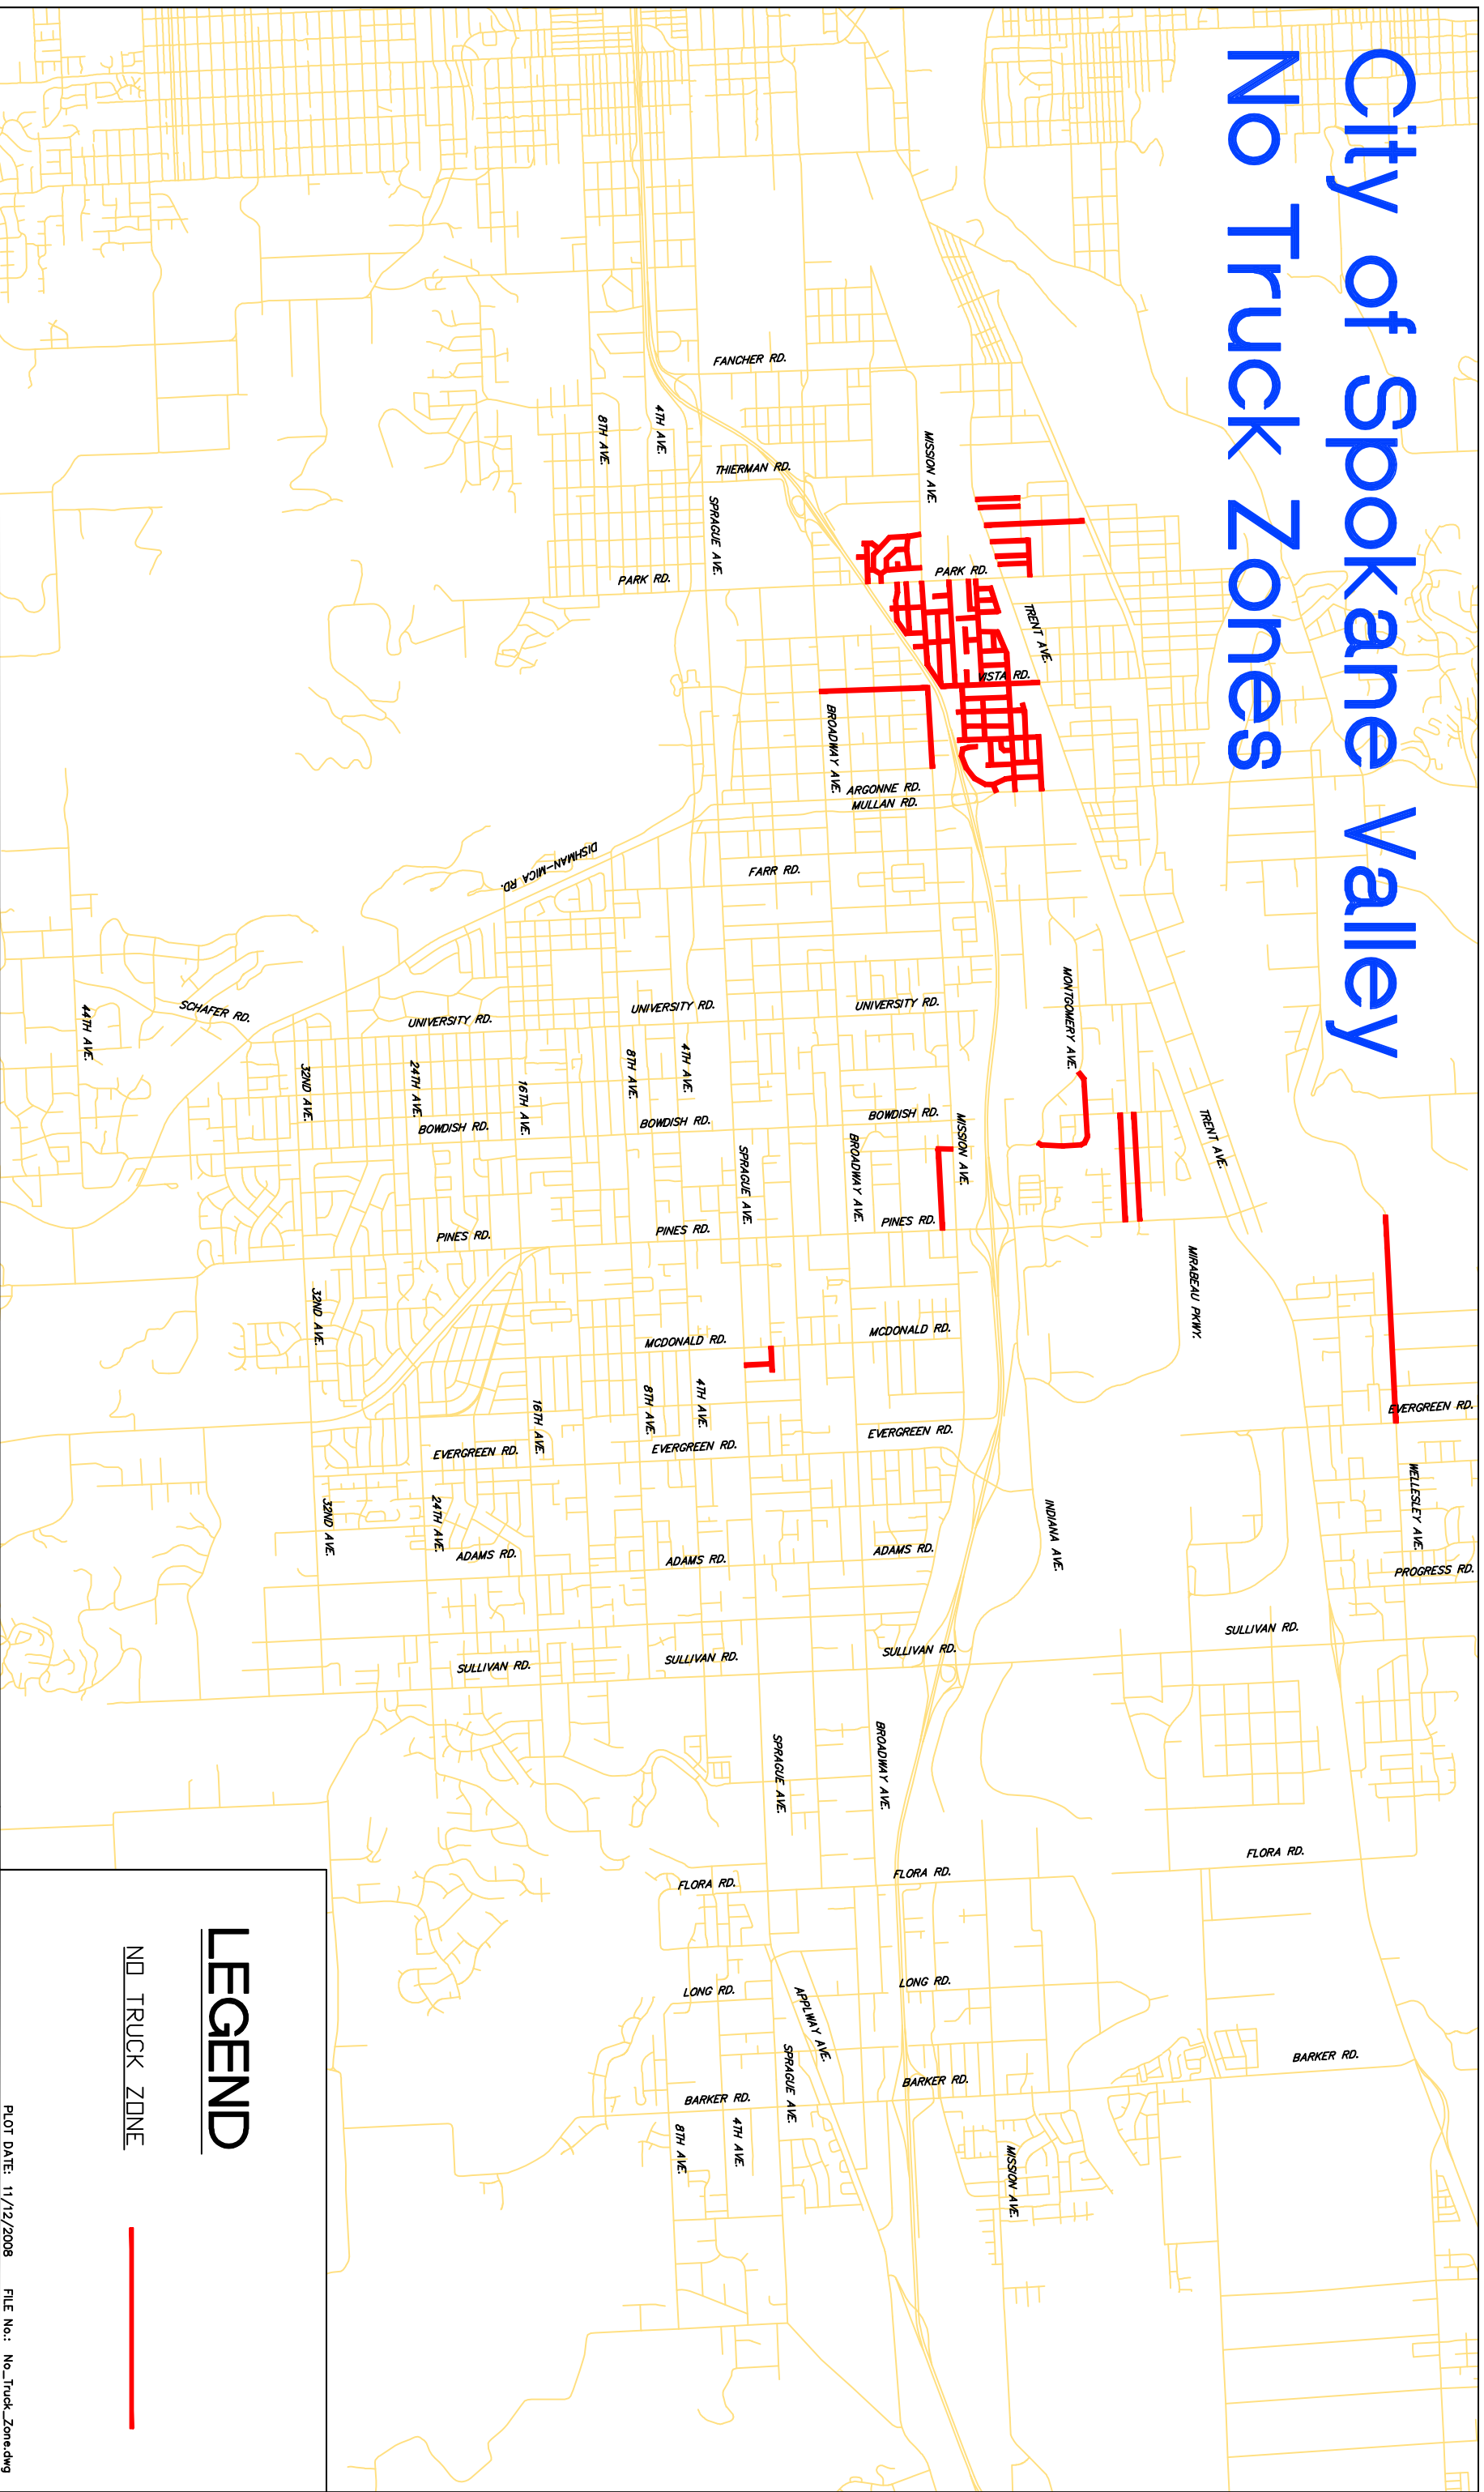 City of Spokane Valley
No Truck Zones
EVERGREEN RD.
WELLESLEY AVE.
PROGRESS RD.
TRENT AVE.
MIRABEAU PKWY.
SULLIVAN RD.
FLORA RD.
BARKER RD.
MONTGOMERY AVE.
INDIANA AVE.
TRENT AVE.
VISTA RD.
PARK RD.
MISSION AVE.
MISSION AVE.
MISSION AVE.
ARGONNE RD.
MULLAN RD.
UNIVERSITY RD.
BOWDISH RD.
PINES RD.
MCDONALD RD.
EVERGREEN RD.
ADAMS RD.
SULLIVAN RD.
FLORA RD.
LONG RD.
BARKER RD.
BROADWAY AVE.
BROADWAY AVE.
BROADWAY AVE.
APPLWAY AVE.
FANCHER RD.
THIERMAN RD.
FARR RD.
SPRAGUE AVE.
SPRAGUE AVE.
SPRAGUE AVE.
SPRAGUE AVE.
PARK RD.
4TH AVE.
8TH AVE.
DISHMAN-MICA RD.
UNIVERSITY RD.
4TH AVE.
8TH AVE.
BOWDISH RD.
PINES RD.
MCDONALD RD.
4TH AVE.
8TH AVE.
EVERGREEN RD.
ADAMS RD.
SULLIVAN RD.
FLORA RD.
LONG RD.
BARKER RD.
4TH AVE.
8TH AVE.
UNIVERSITY RD.
16TH AVE.
24TH AVE.
BOWDISH RD.
PINES RD.
16TH AVE.
EVERGREEN RD.
24TH AVE.
ADAMS RD.
SULLIVAN RD.
32ND AVE.
32ND AVE.
32ND AVE.
SCHAFER RD.
44TH AVE.
LEGEND
NO TRUCK ZONE
PLOT DATE: 11/12/2008 FILE No.: No_Truck_Zone.dwg